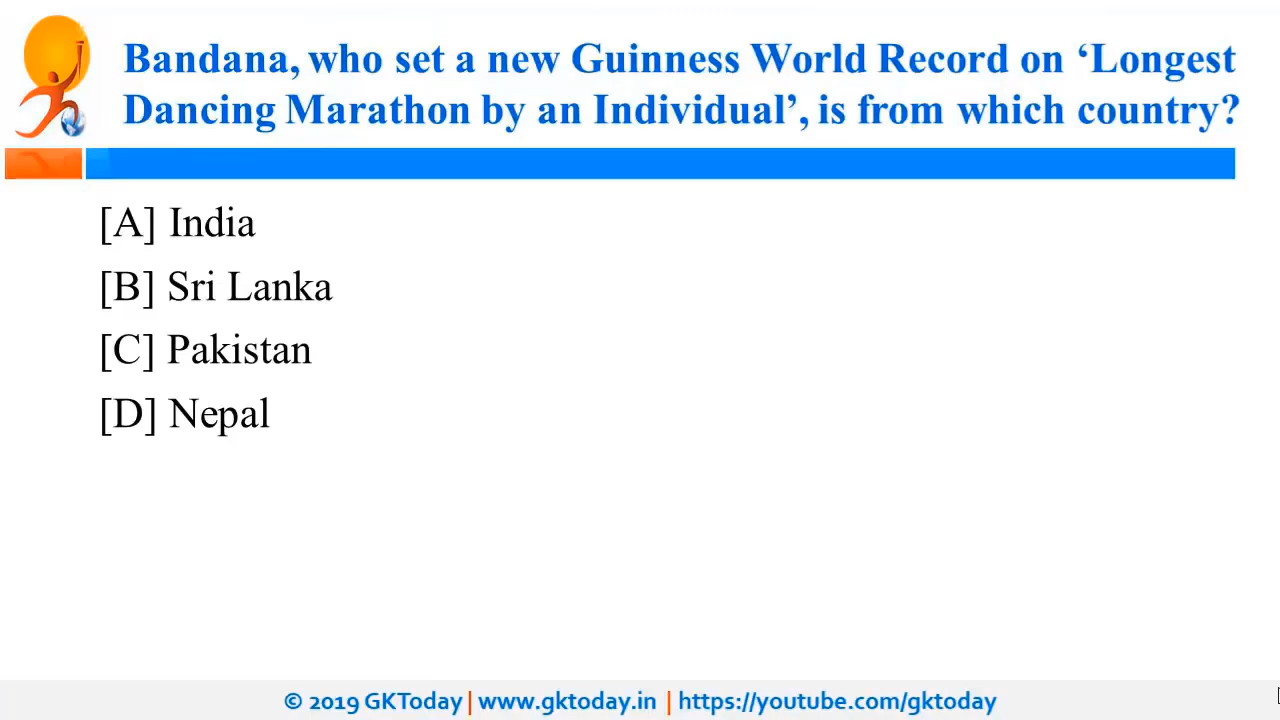 Bandana, who set a new Guinness World Record on ‘Longest
Dancing Marathon by an Individual’, is from which country?
[A] India
[B] Sri Lanka
[C] Pakistan
[D] Nepal
© 2019 GKToday | www.gktoday.in | https://youtube.com/gktoday